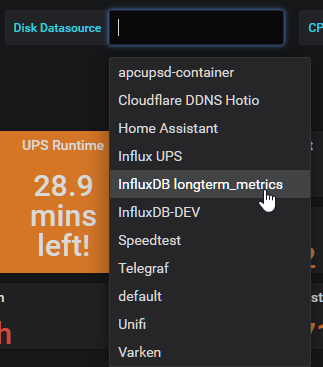 Disk Datasource
CP
apcupsd-container
Cloudflare DDNS Hotio
Home Assistant
Influx UPS
InfluxDB longterm_metrics
InfluxDB-DEV
Speedtest
Telegraf
default
Unifi
Varken
UPS Runtime
28.9
mins
left!